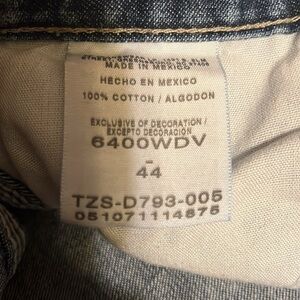 MADE IN MEXICO
HECHO EN MEXICO
100% COTTON / ALGODON
EXCLUSIVE OF DECORATION /
EXCEPTO DECORACION
6400WDV
-
44
TZS-D793-005
051071114875